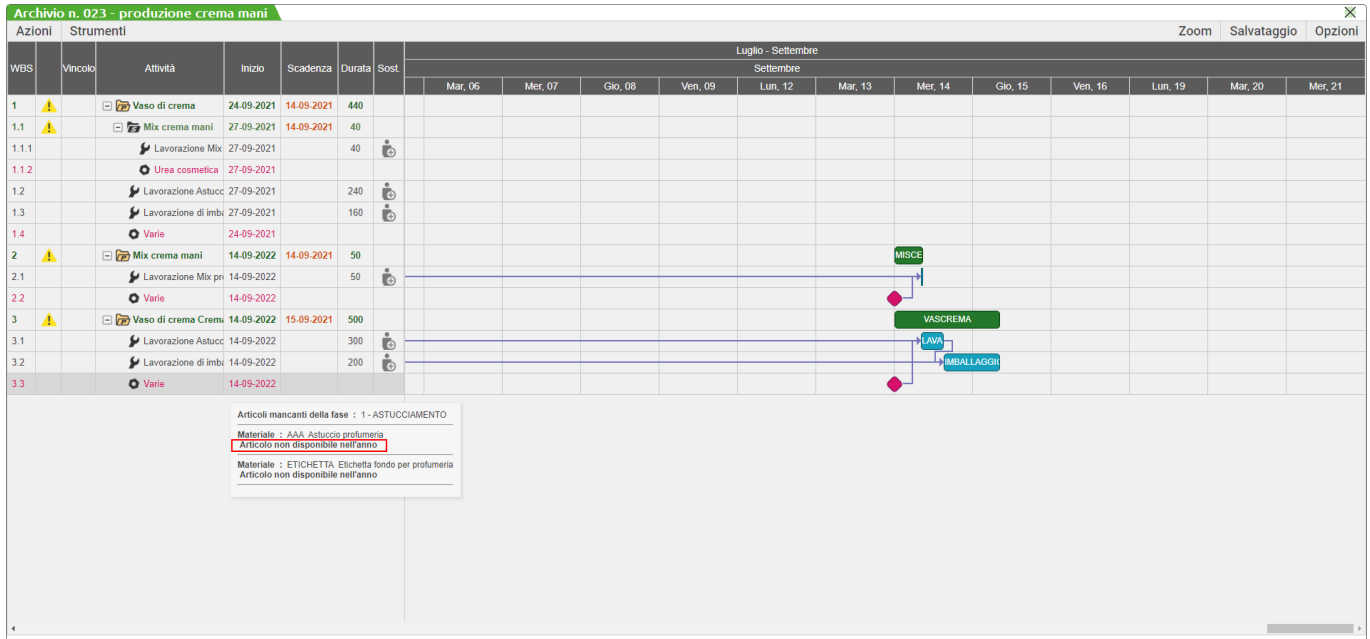 Archivio n. 023 - produzione crema mani
Azioni Strumenti Zoom Salvataggio Opzioni
WBS Vincolo Attività Inizio Scadenza Durata Sost. Luglio - Settembre
Settembre
Mar, 06 Mer, 07 Gio, 08 Ven, 09 Lun, 12 Mar, 13 Mer, 14 Gio, 15 Ven, 16 Lun, 19 Mar, 20 Mer, 21
1 Vaso di crema 24-09-2021 14-09-2021 440
1.1 Mix crema mani 27-09-2021 14-09-2021 40
1.1.1 Lavorazione Mix 27-09-2021 40
1.1.2 Urea cosmetica 27-09-2021
1.2 Lavorazione Astucc 27-09-2021 240
1.3 Lavorazione di imba 27-09-2021 160
1.4 Varie 24-09-2021
2 Mix crema mani 14-09-2022 14-09-2021 50 MISCE
2.1 Lavorazione Mix pr 14-09-2022 50
2.2 Varie 14-09-2022
3 Vaso di crema Crema 14-09-2022 15-09-2021 500 VASCREMA
3.1 Lavorazione Astucc 14-09-2022 300 LAVA
3.2 Lavorazione di imba 14-09-2022 200 IMBALLAGGIO
3.3 Varie 14-09-2022
Articoli mancanti della fase : 1 - ASTUCCIAMENTO
Materiale : AAA Astuccio profumeria
Articolo non disponibile nell'anno
Materiale : ETICHETTA Etichetta fondo per profumeria
Articolo non disponibile nell'anno